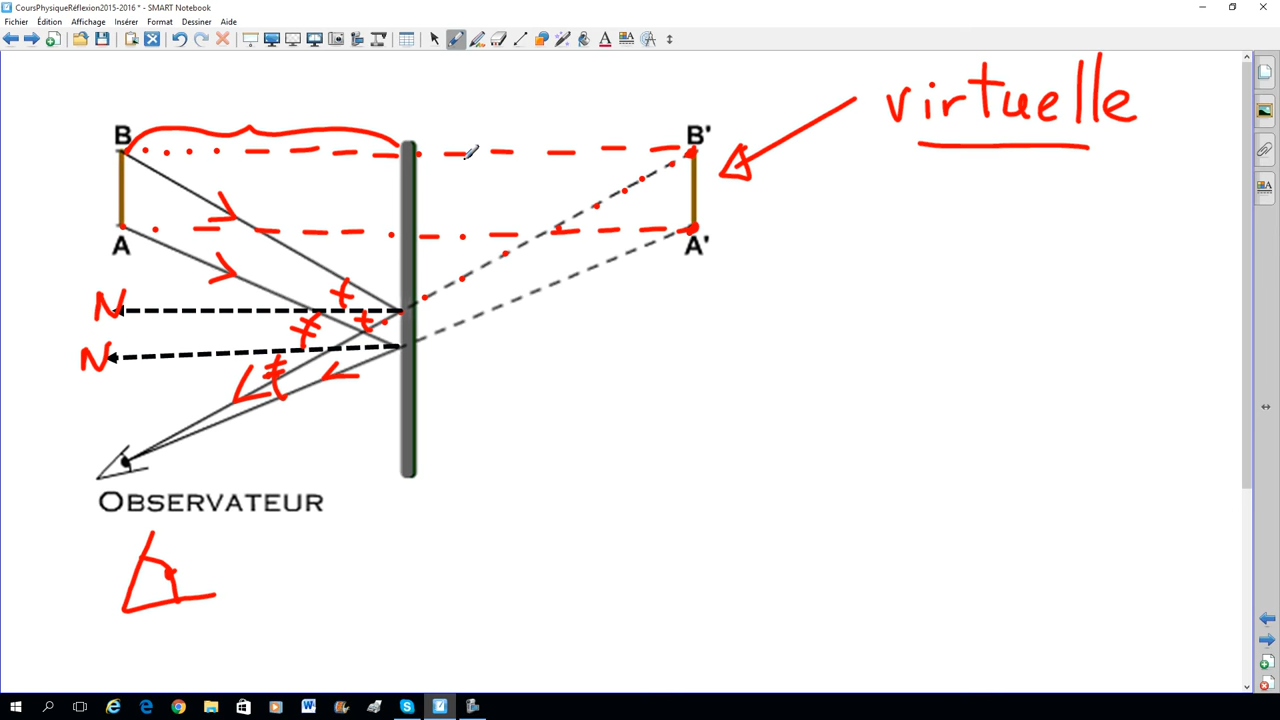 CoursPhysiqueRéflexion2015-2016 * - SMART Notebook
Fichier Édition Affichage Insérer Format Dessiner Aide
virtuelle
B B'
A A'
N
N
OBSERVATEUR